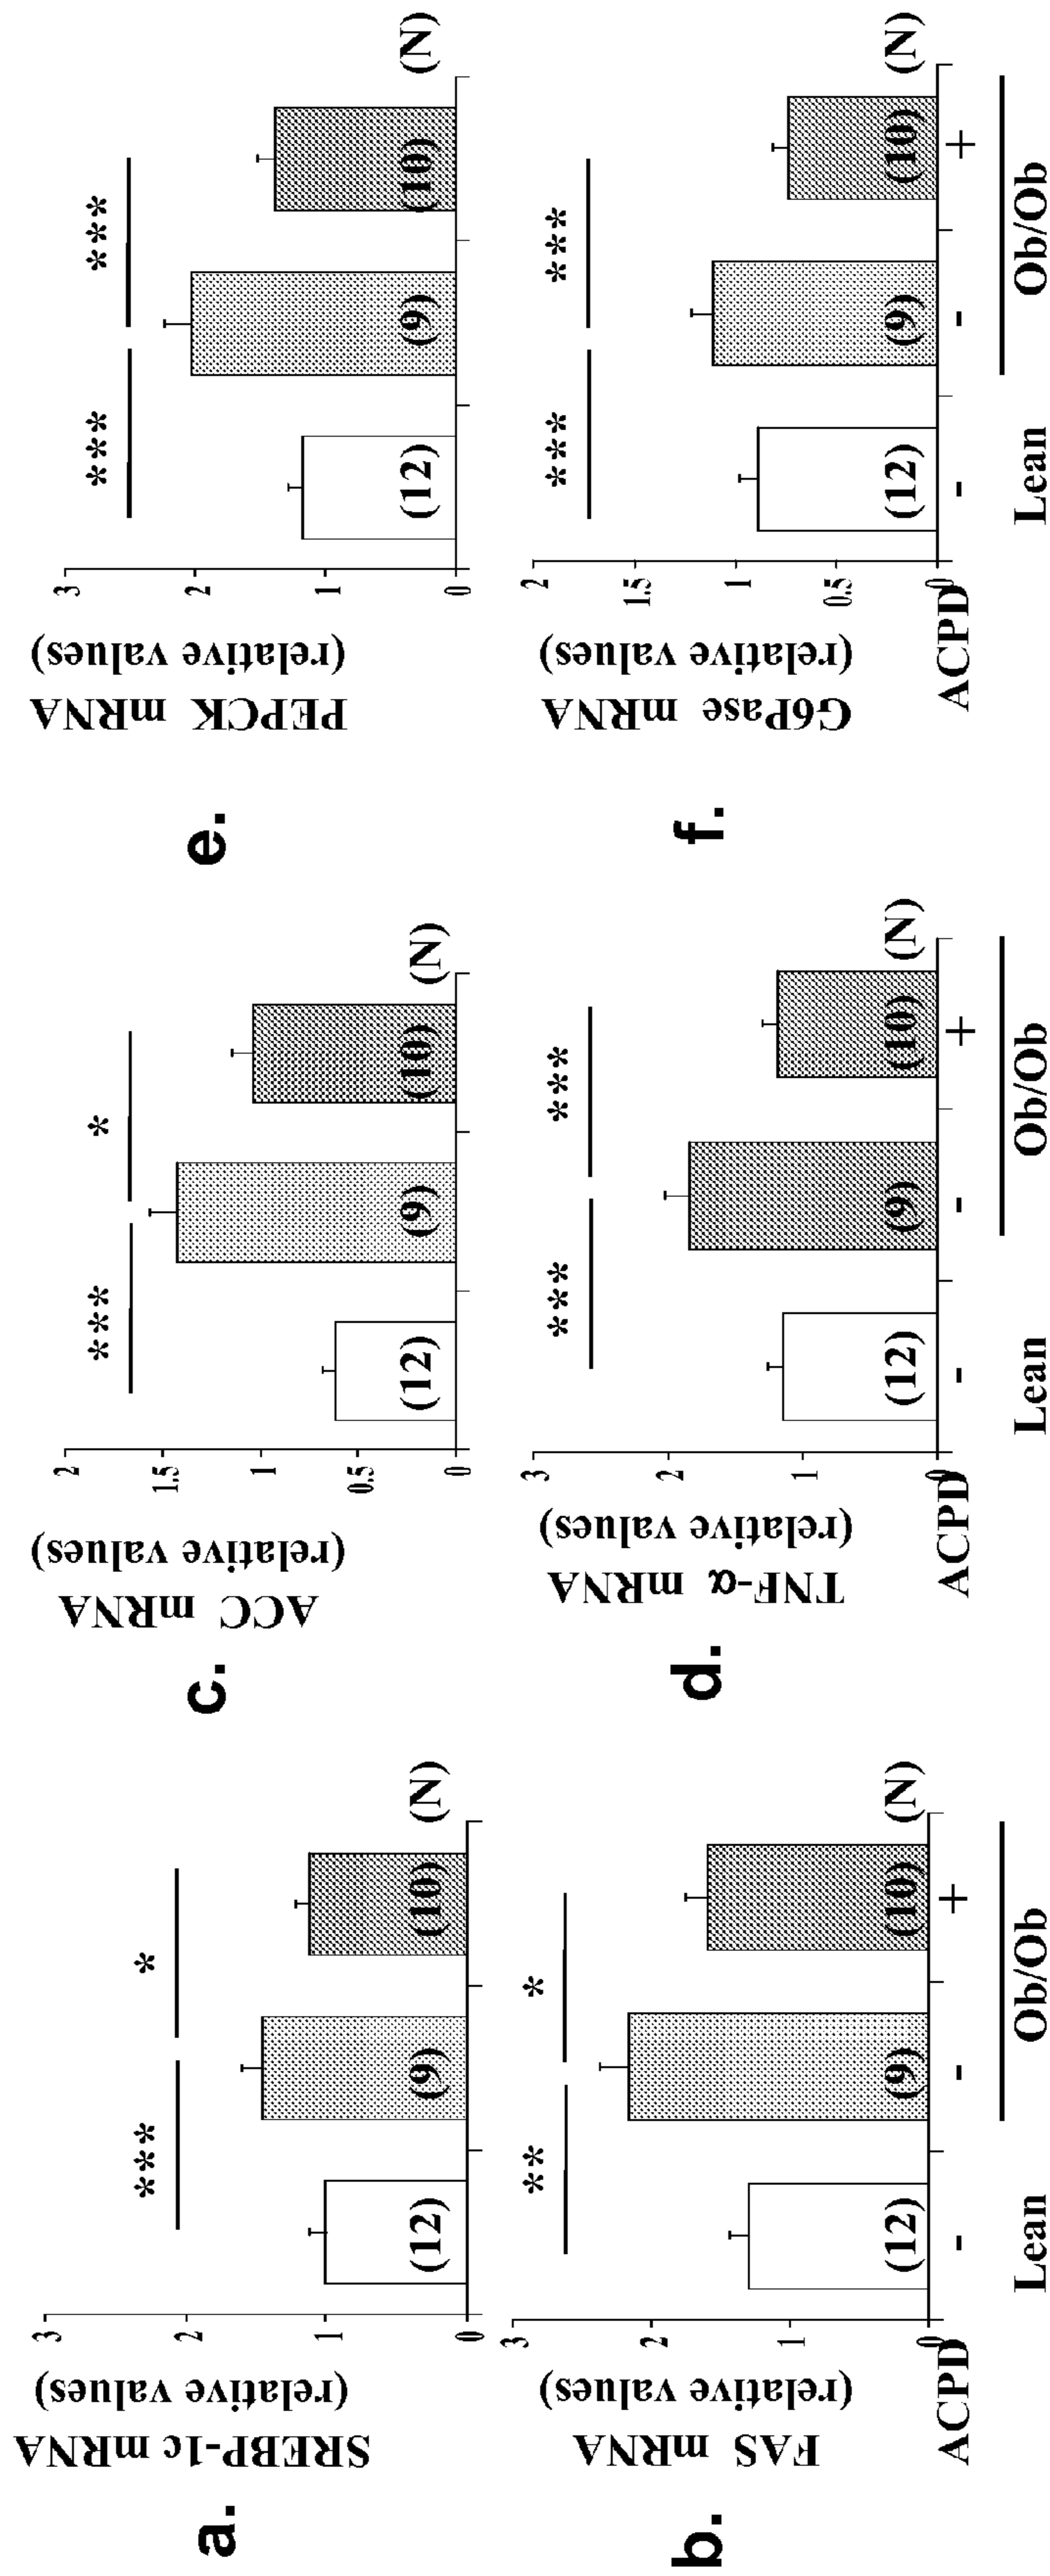 a.
SREBP-1c mRNA
(relative values)
3
2
1
0
*** *
(12) (9) (10) (N)
b.
FAS mRNA
(relative values)
3
2
1
0
** *
(12) (9) (10) (N)
ACPD - - +
Lean Ob/Ob
c.
ACC mRNA
(relative values)
2
1.5
1
0.5
0
*** *
(12) (9) (10) (N)
d.
TNF-α mRNA
(relative values)
3
2
1
0
*** ***
(12) (9) (10) (N)
ACPD - - +
Lean Ob/Ob
e.
PEPCK mRNA
(relative values)
3
2
1
0
*** ***
(12) (9) (10) (N)
f.
G6Pase mRNA
(relative values)
2
1.5
1
0.5
0
*** ***
(12) (9) (10) (N)
ACPD - - +
Lean Ob/Ob